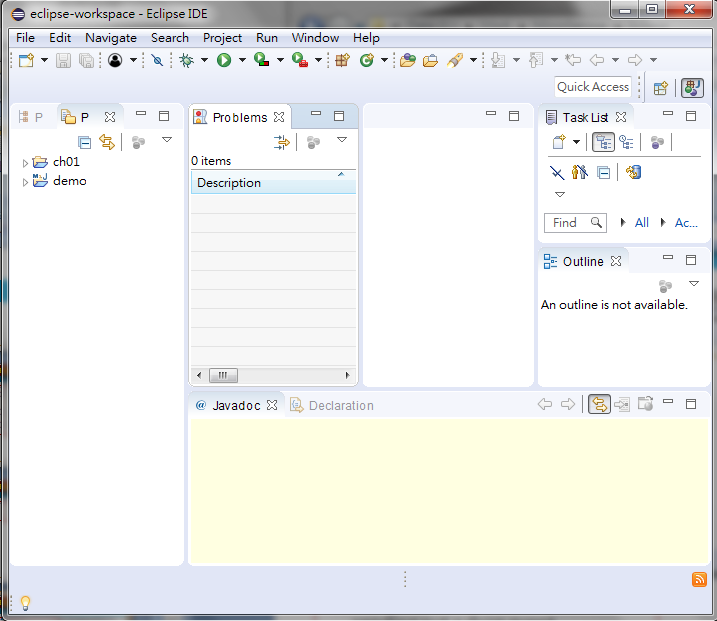 eclipse-workspace - Eclipse IDE
File Edit Navigate Search Project Run Window Help
Quick Access
P P
Problems
Task List
0 items
Description
ch01
demo
Find All Ac...
Outline
An outline is not available.
@ Javadoc Declaration